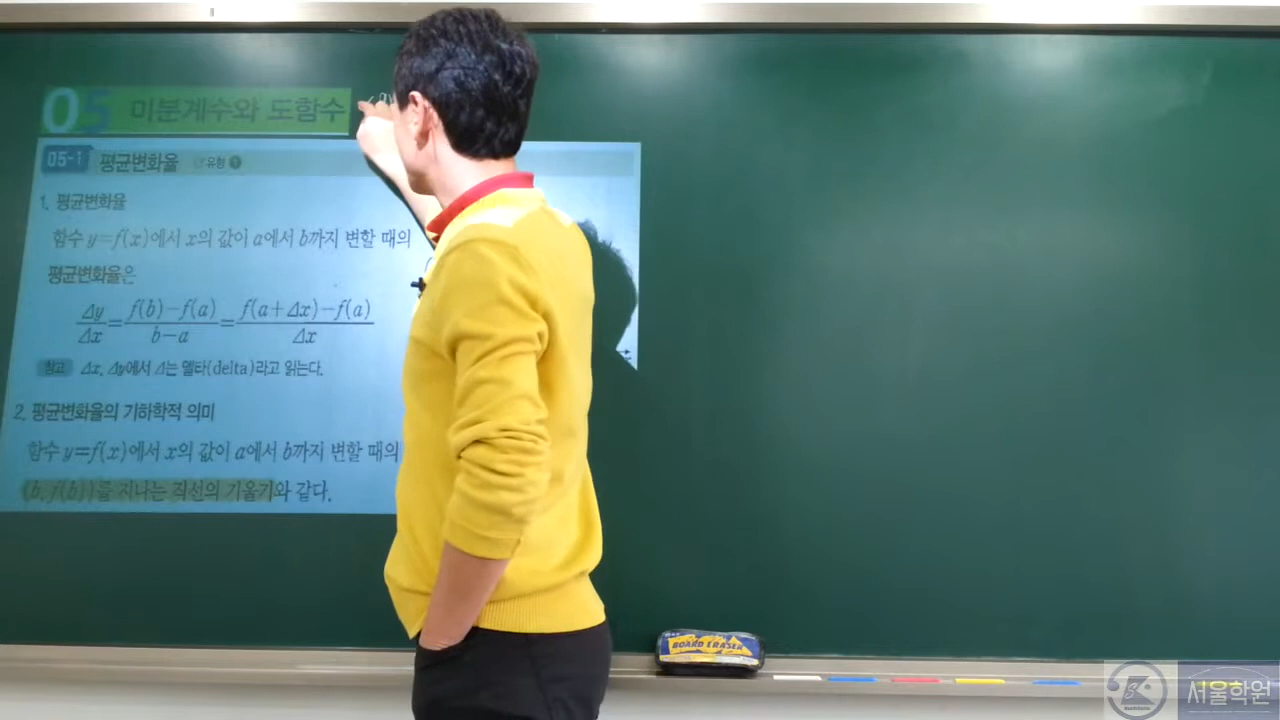 05 미분계수와 도함수
05-1 평균변화율 유형 1
1. 평균변화율
함수 y=f(x)에서 x의 값이 a에서 b까지 변할 때의
평균변화율은
Δy/Δx = f(b)-f(a)/b-a = f(a+Δx)-f(a)/Δx
참고 Δx, Δy에서 Δ는 델타(delta)라고 읽는다.
2. 평균변화율의 기하학적 의미
함수 y=f(x)에서 x의 값이 a에서 b까지 변할 때의
(b, f(b))를 지나는 직선의 기울기와 같다.
BOARD ERASER
서울학원